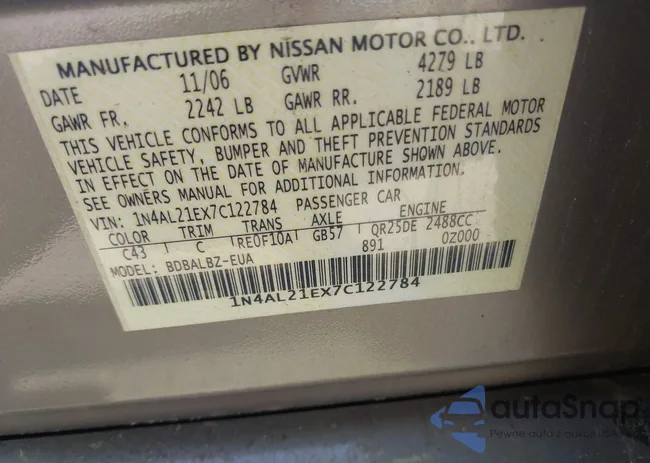 MANUFACTURED BY NISSAN MOTOR CO., LTD.
DATE 11/06 GVWR 4279 LB
GAWR FR. 2242 LB GAWR RR. 2189 LB
THIS VEHICLE CONFORMS TO ALL APPLICABLE FEDERAL MOTOR
VEHICLE SAFETY, BUMPER AND THEFT PREVENTION STANDARDS
IN EFFECT ON THE DATE OF MANUFACTURE SHOWN ABOVE.
SEE OWNERS MANUAL FOR ADDITIONAL INFORMATION.
VIN: 1N4AL21EX7C122784 PASSENGER CAR
COLOR TRIM TRANS AXLE ENGINE
C43 C RE0F10A GB57 QR25DE 2488CC
MODEL: BDBALBZ-EUA 891 0Z000
1N4AL21EX7C122784
autoSnap